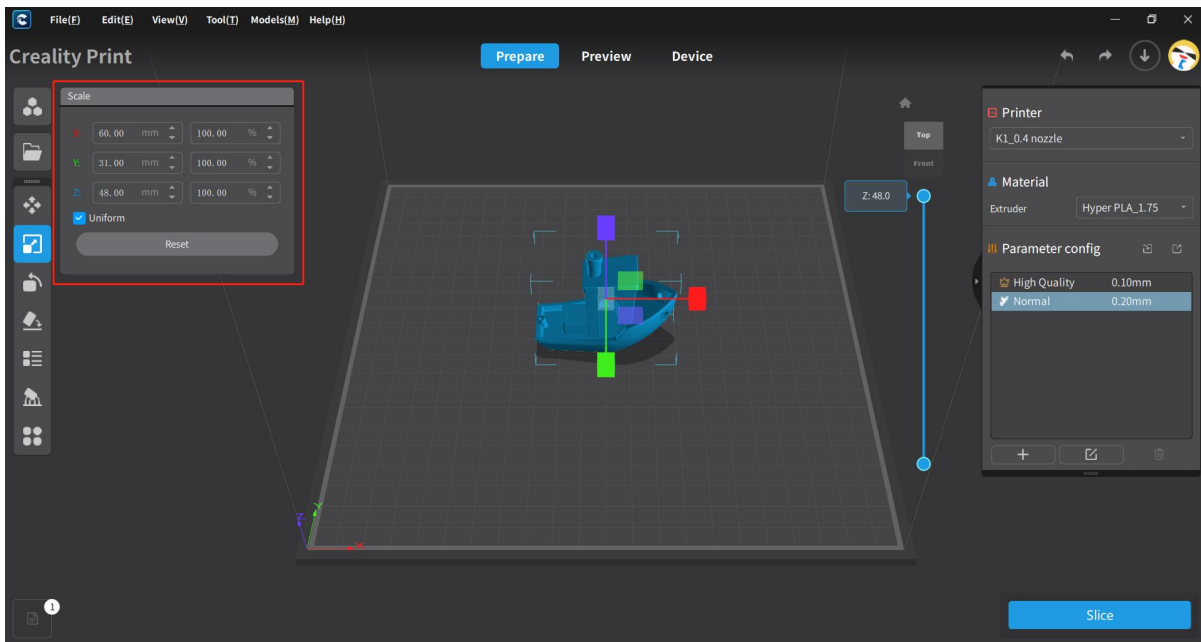 File(F) Edit(E) View(V) Tool(T) Models(M) Help(H)
Creality Print
Prepare Preview Device
Scale
X: 60.00 mm 100.00 %
Y: 31.00 mm 100.00 %
Z: 48.00 mm 100.00 %
Uniform
Reset
Top
Front
Z: 48.0
Z Y X
Printer
K1_0.4 nozzle
Material
Extruder Hyper PLA_1.75
Parameter config
High Quality 0.10mm
Normal 0.20mm
1
Slice